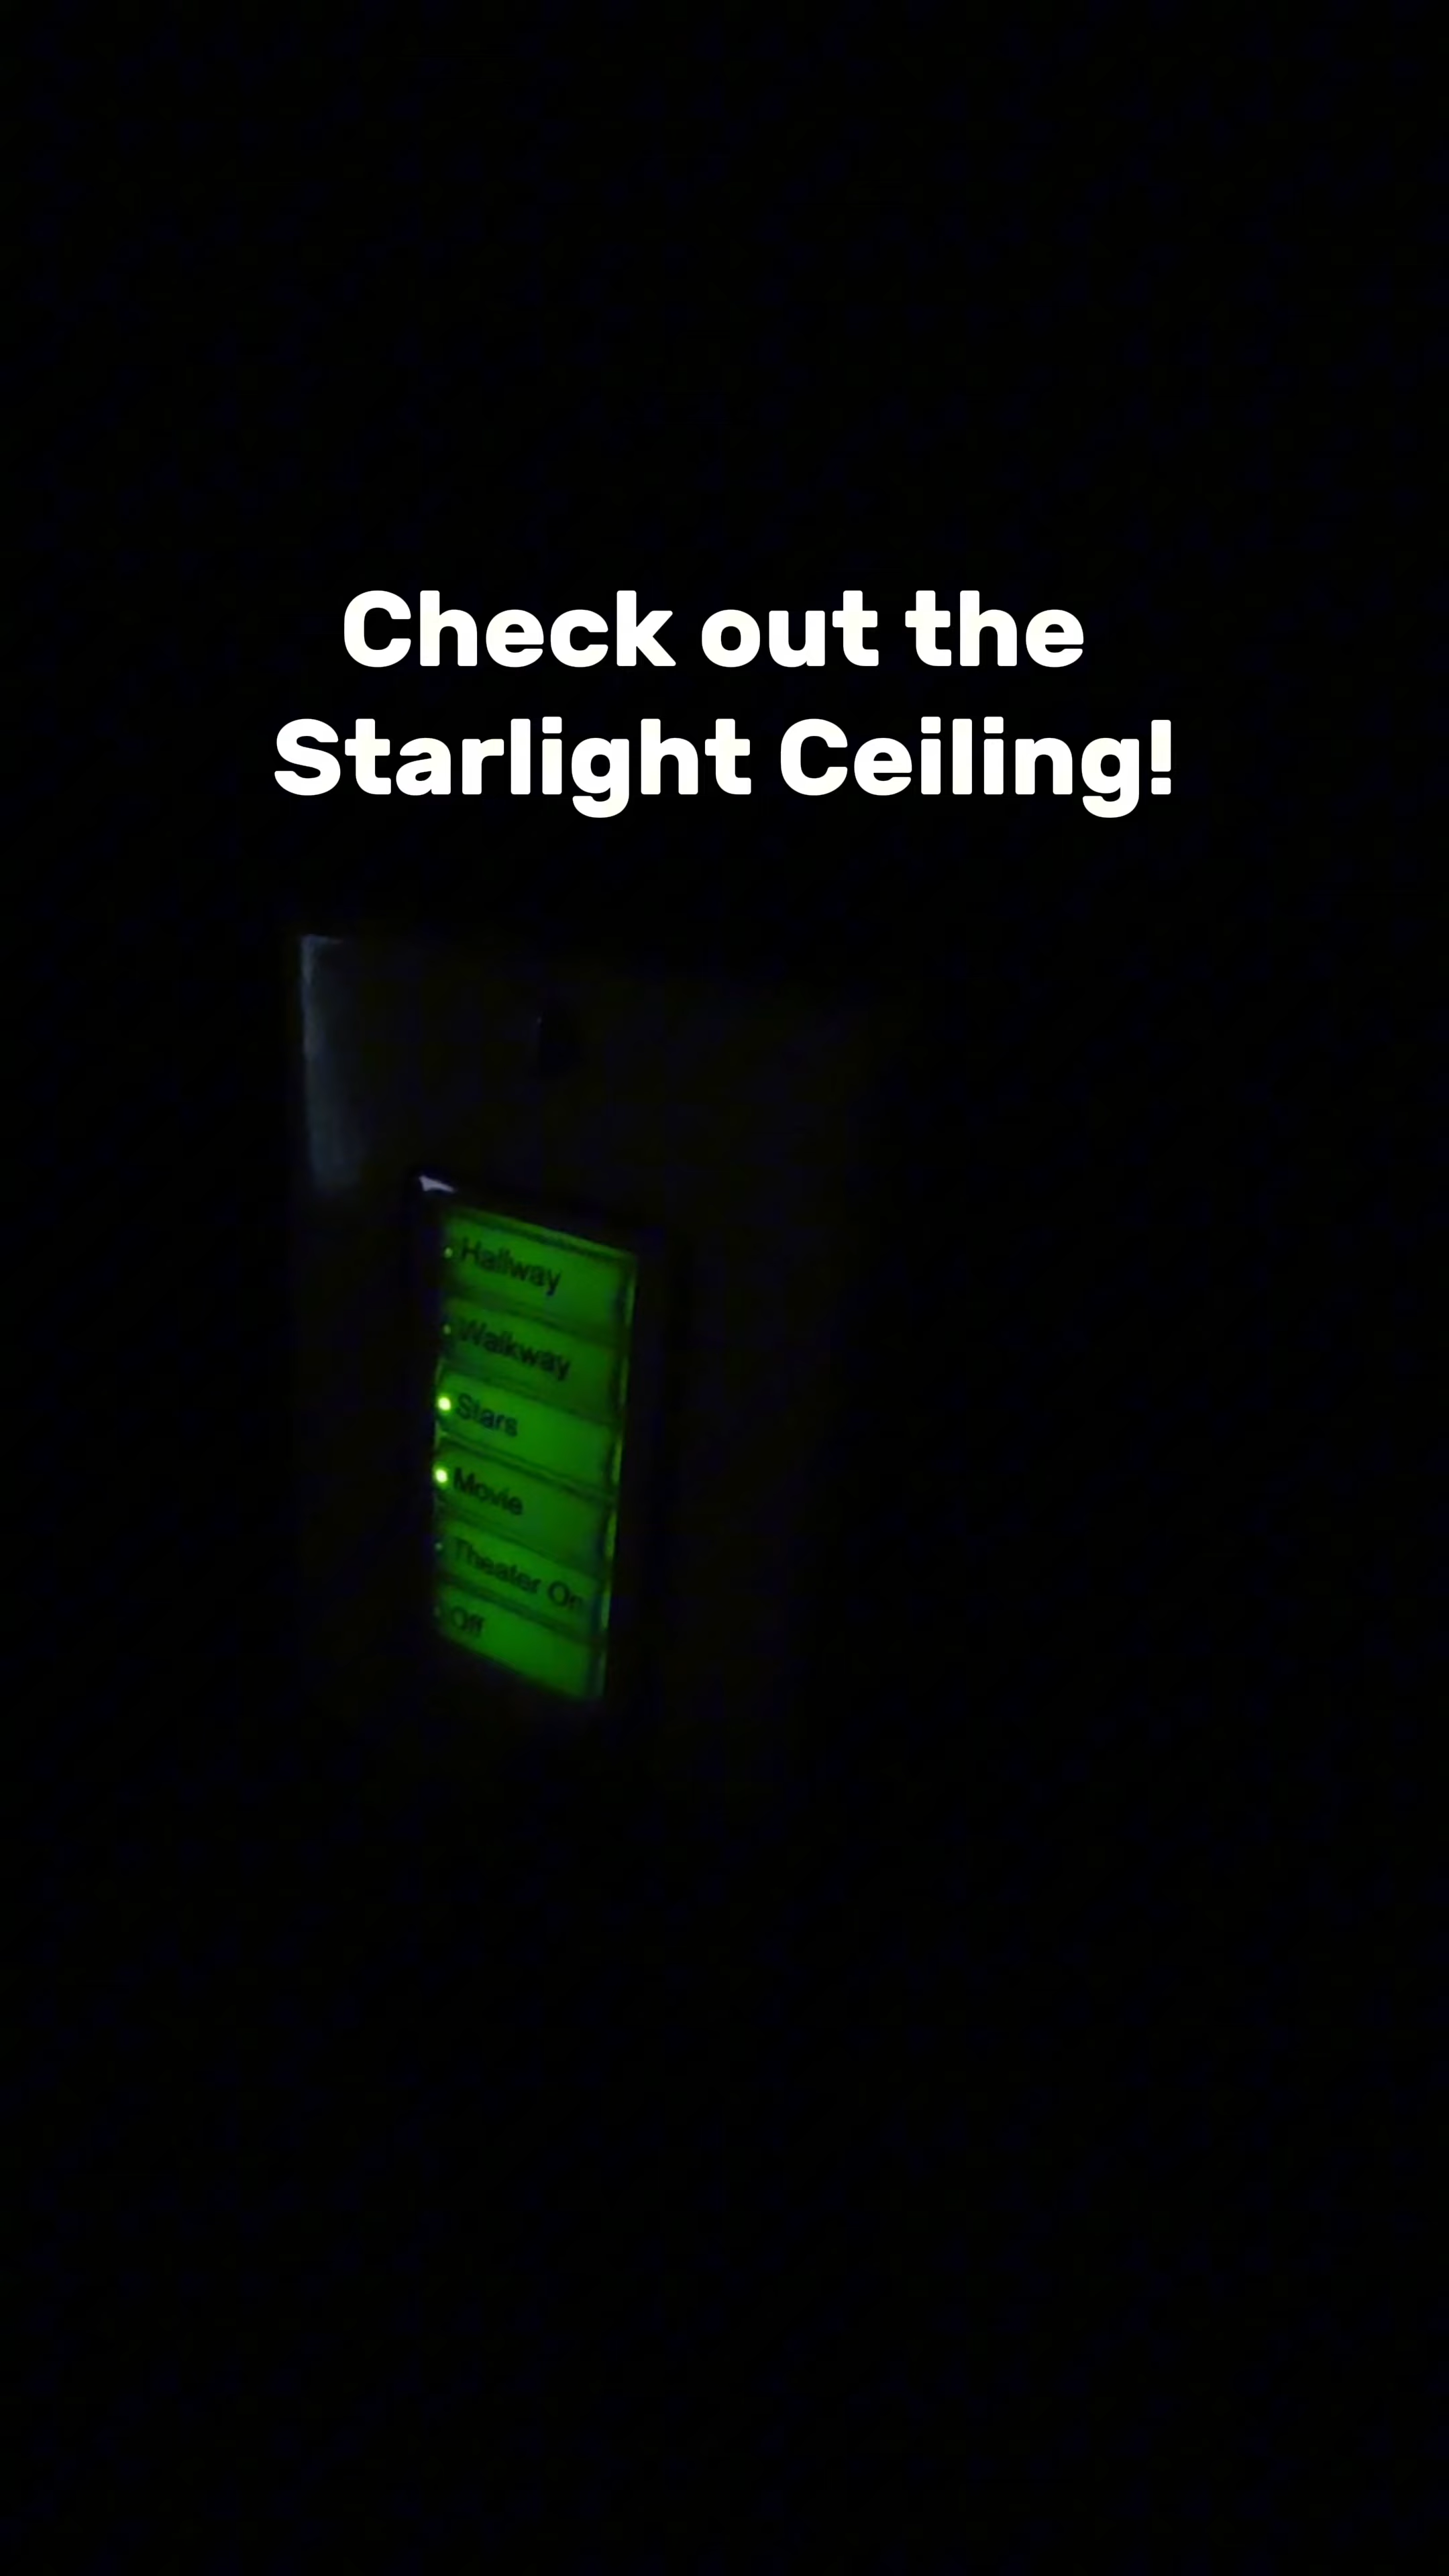 Check out the
Starlight Ceiling!
Hallway
Walkway
Stars
Movie
Theater On
Off